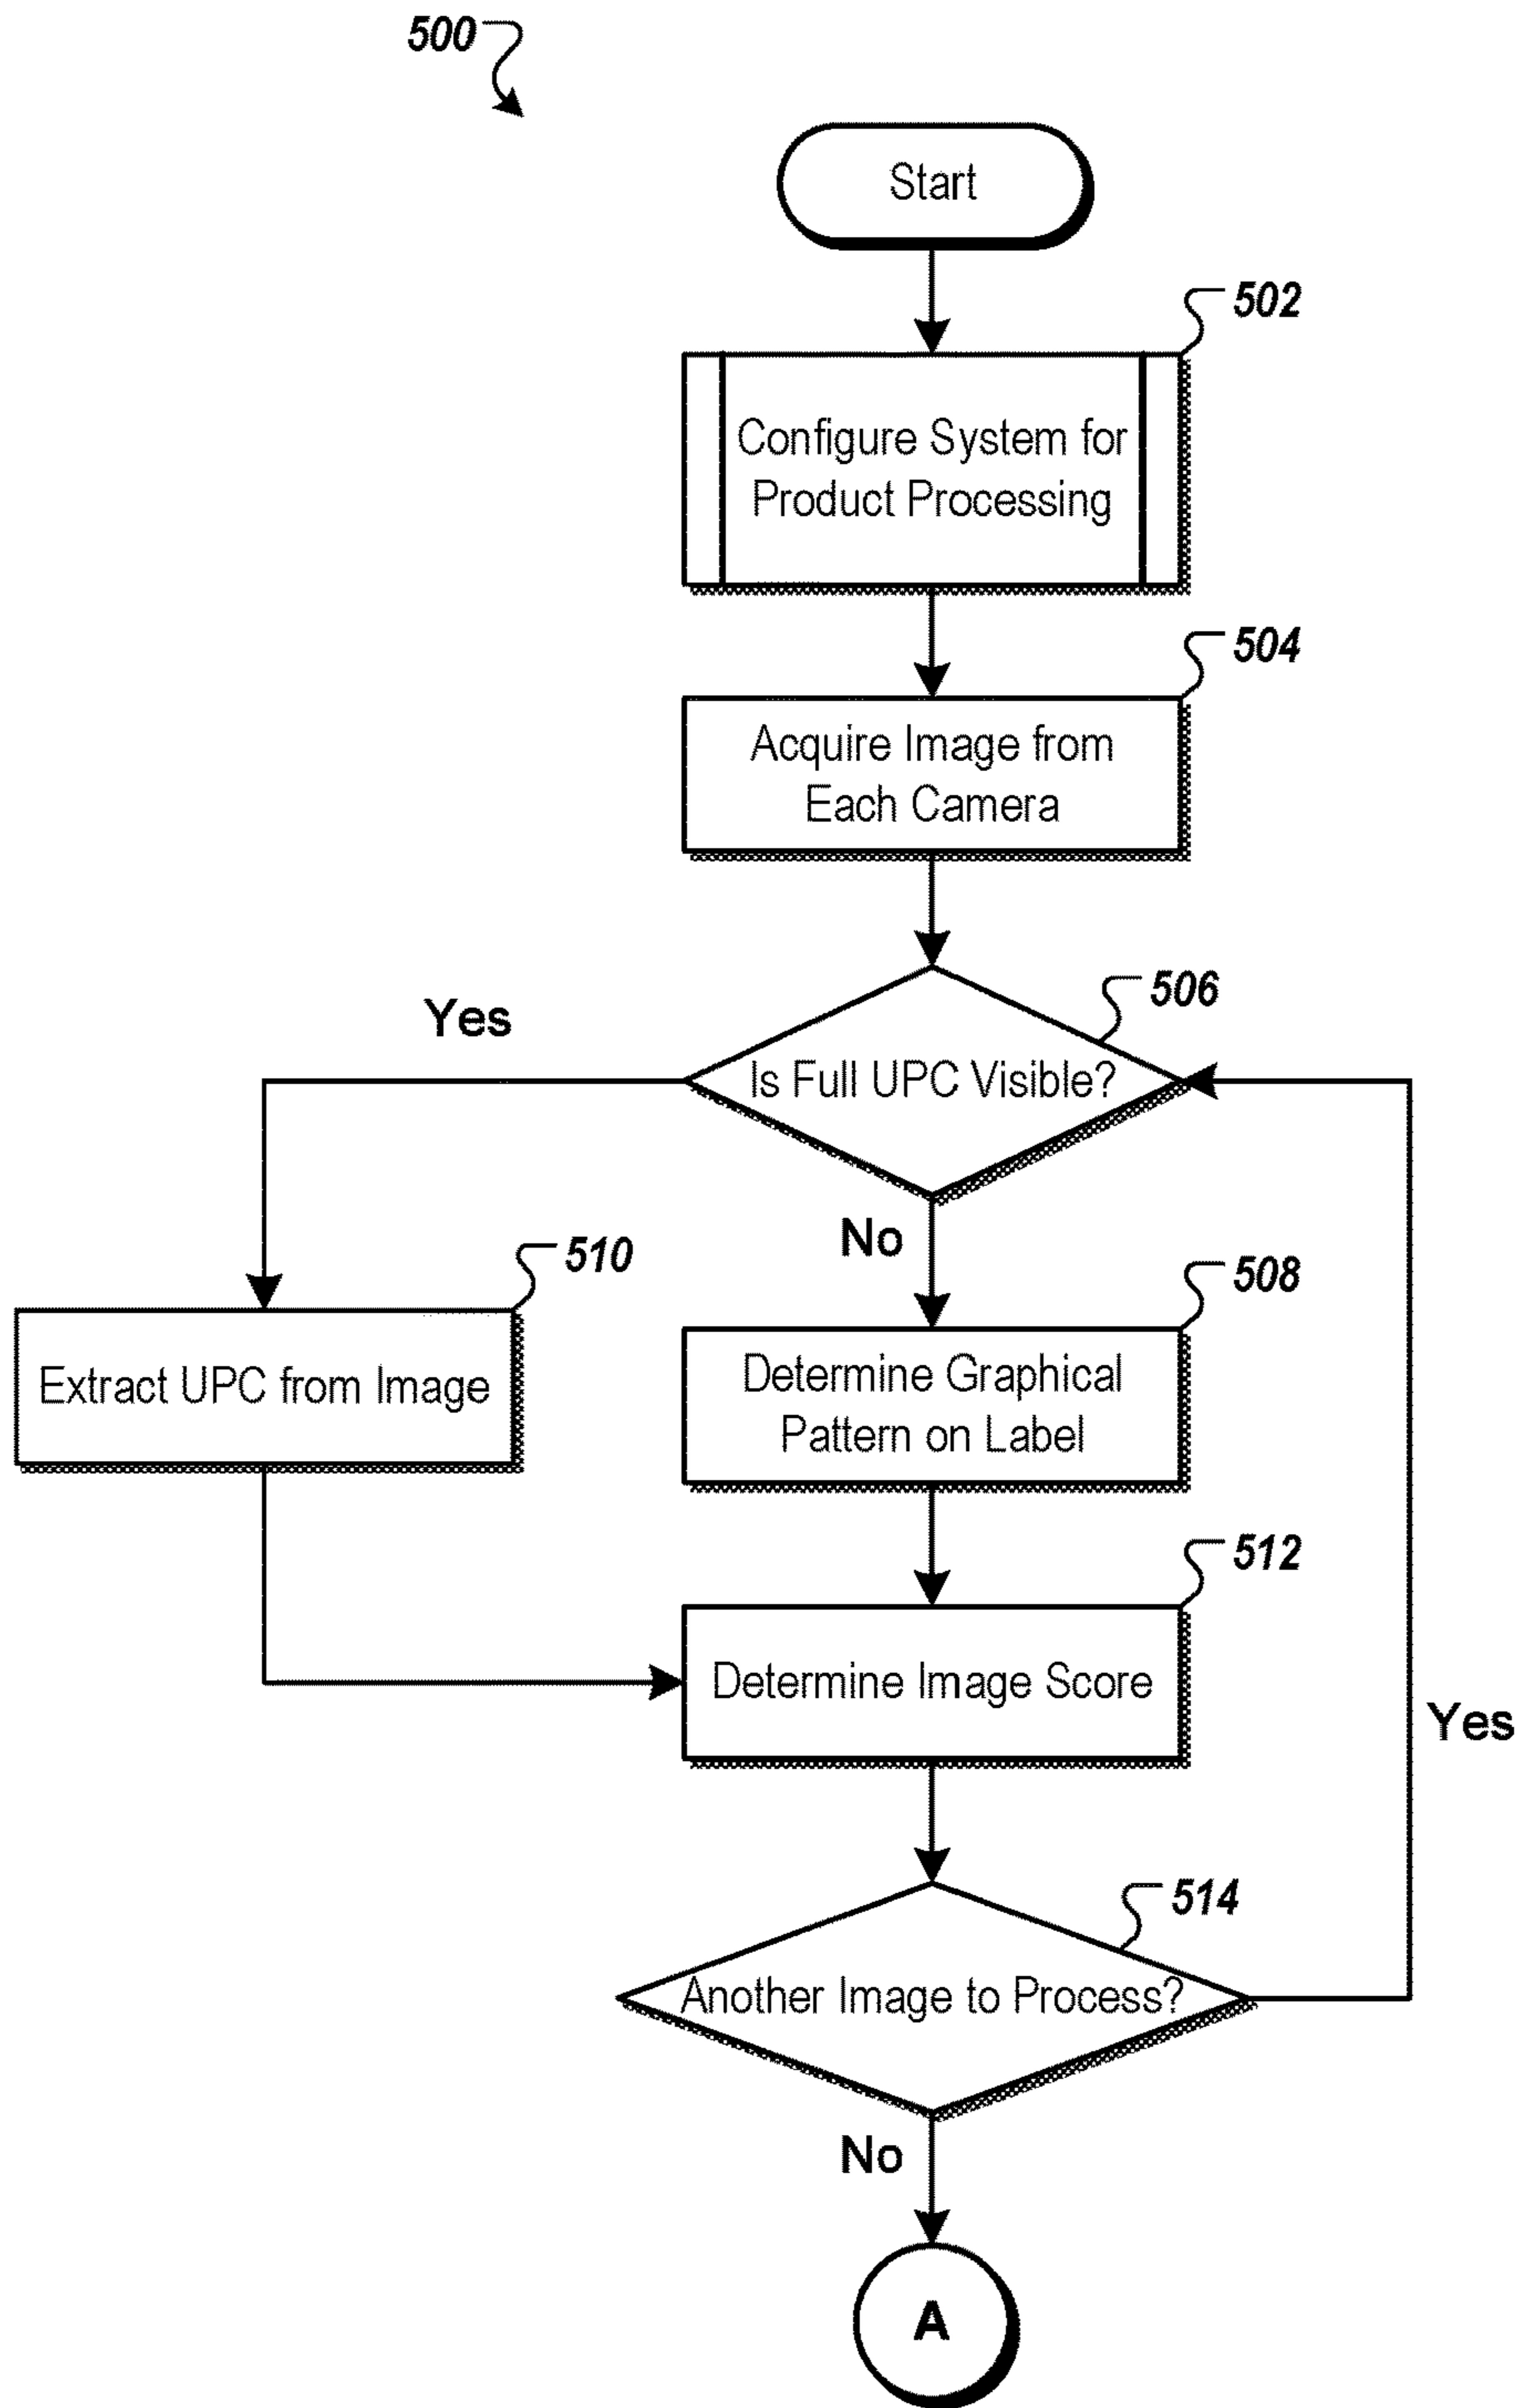 500
Start
502
Configure System for
Product Processing
504
Acquire Image from
Each Camera
506
Yes
Is Full UPC Visible?
No
510
508
Extract UPC from Image
Determine Graphical
Pattern on Label
512
Determine Image Score
Yes
514
Another Image to Process?
No
A